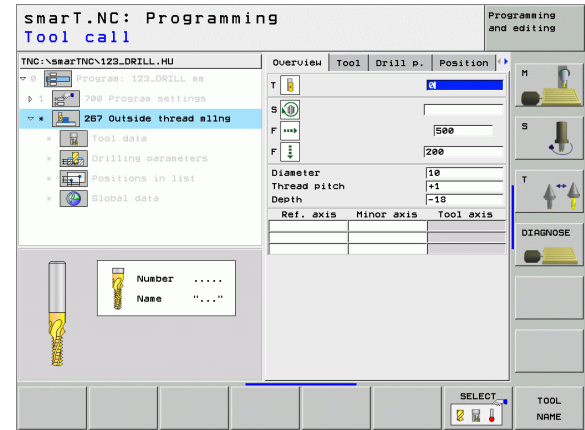 smarT.NC: Programming
Tool call
Programming
and editing
TNC:\smarTNC\123_DRILL.HU
0 Program: 123_DRILL mm
1 700 Program settings
* 267 Outside thread mllng
* Tool data
* Drilling parameters
* Positions in list
* Global data
Overview Tool Drill p. Position
T 0
S
F 500
F 200
Diameter 10
Thread pitch +1
Depth -18
Ref. axis Minor axis Tool axis
Number .....
Name "..."
M
S
T
DIAGNOSE
SELECT
TOOL
NAME